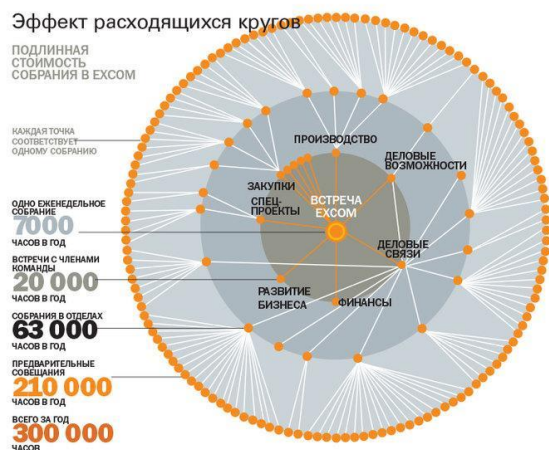 Эффект расходящихся кругов
ПОДЛИННАЯ
СТОИМОСТЬ
СОБРАНИЯ В EXCOM
КАЖДАЯ ТОЧКА
СООТВЕТСТВУЕТ
ОДНОМУ СОБРАНИЮ
ОДНО ЕЖЕНЕДЕЛЬНОЕ
СОБРАНИЕ
7000
ЧАСОВ В ГОД
ВСТРЕЧИ С ЧЛЕНАМИ
КОМАНДЫ
20 000
ЧАСОВ В ГОД
СОБРАНИЯ В ОТДЕЛАХ
63 000
ЧАСОВ В ГОД
ПРЕДВАРИТЕЛЬНЫЕ
СОВЕЩАНИЯ
210 000
ЧАСОВ В ГОД
ВСЕГО ЗА ГОД
300 000
ЧАСОВ
ПРОИЗВОДСТВО
ДЕЛОВЫЕ
ВОЗМОЖНОСТИ
ЗАКУПКИ
СПЕЦ-
ПРОЕКТЫ
ВСТРЕЧА
EXCOM
ДЕЛОВЫЕ
СВЯЗИ
РАЗВИТИЕ
БИЗНЕСА
ФИНАНСЫ